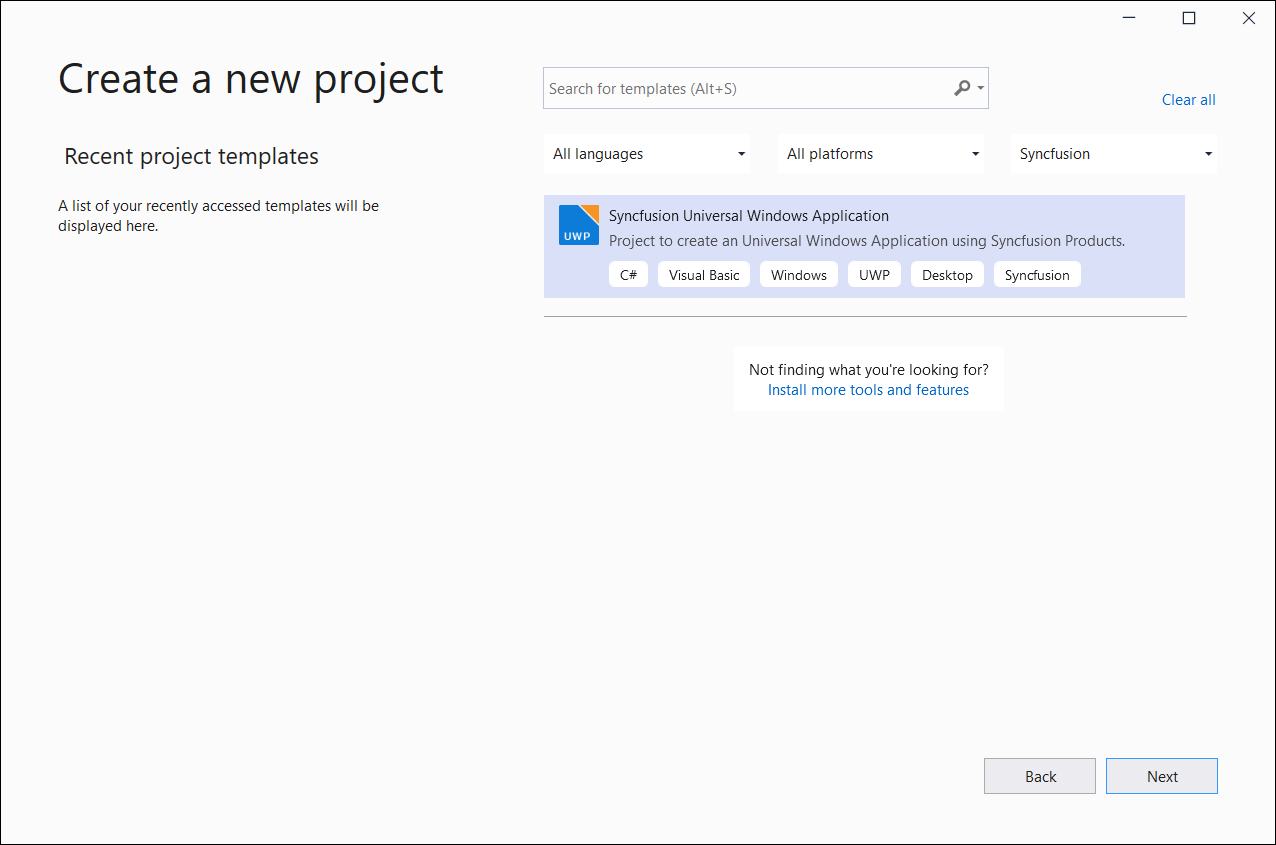 Create a new project
Search for templates (Alt+S)
Clear all
Recent project templates
All languages
All platforms
Syncfusion
A list of your recently accessed templates will be
displayed here.
Syncfusion Universal Windows Application
UWP
Project to create an Universal Windows Application using Syncfusion Products.
C# Visual Basic Windows UWP Desktop Syncfusion
Not finding what you're looking for?
Install more tools and features
Back
Next